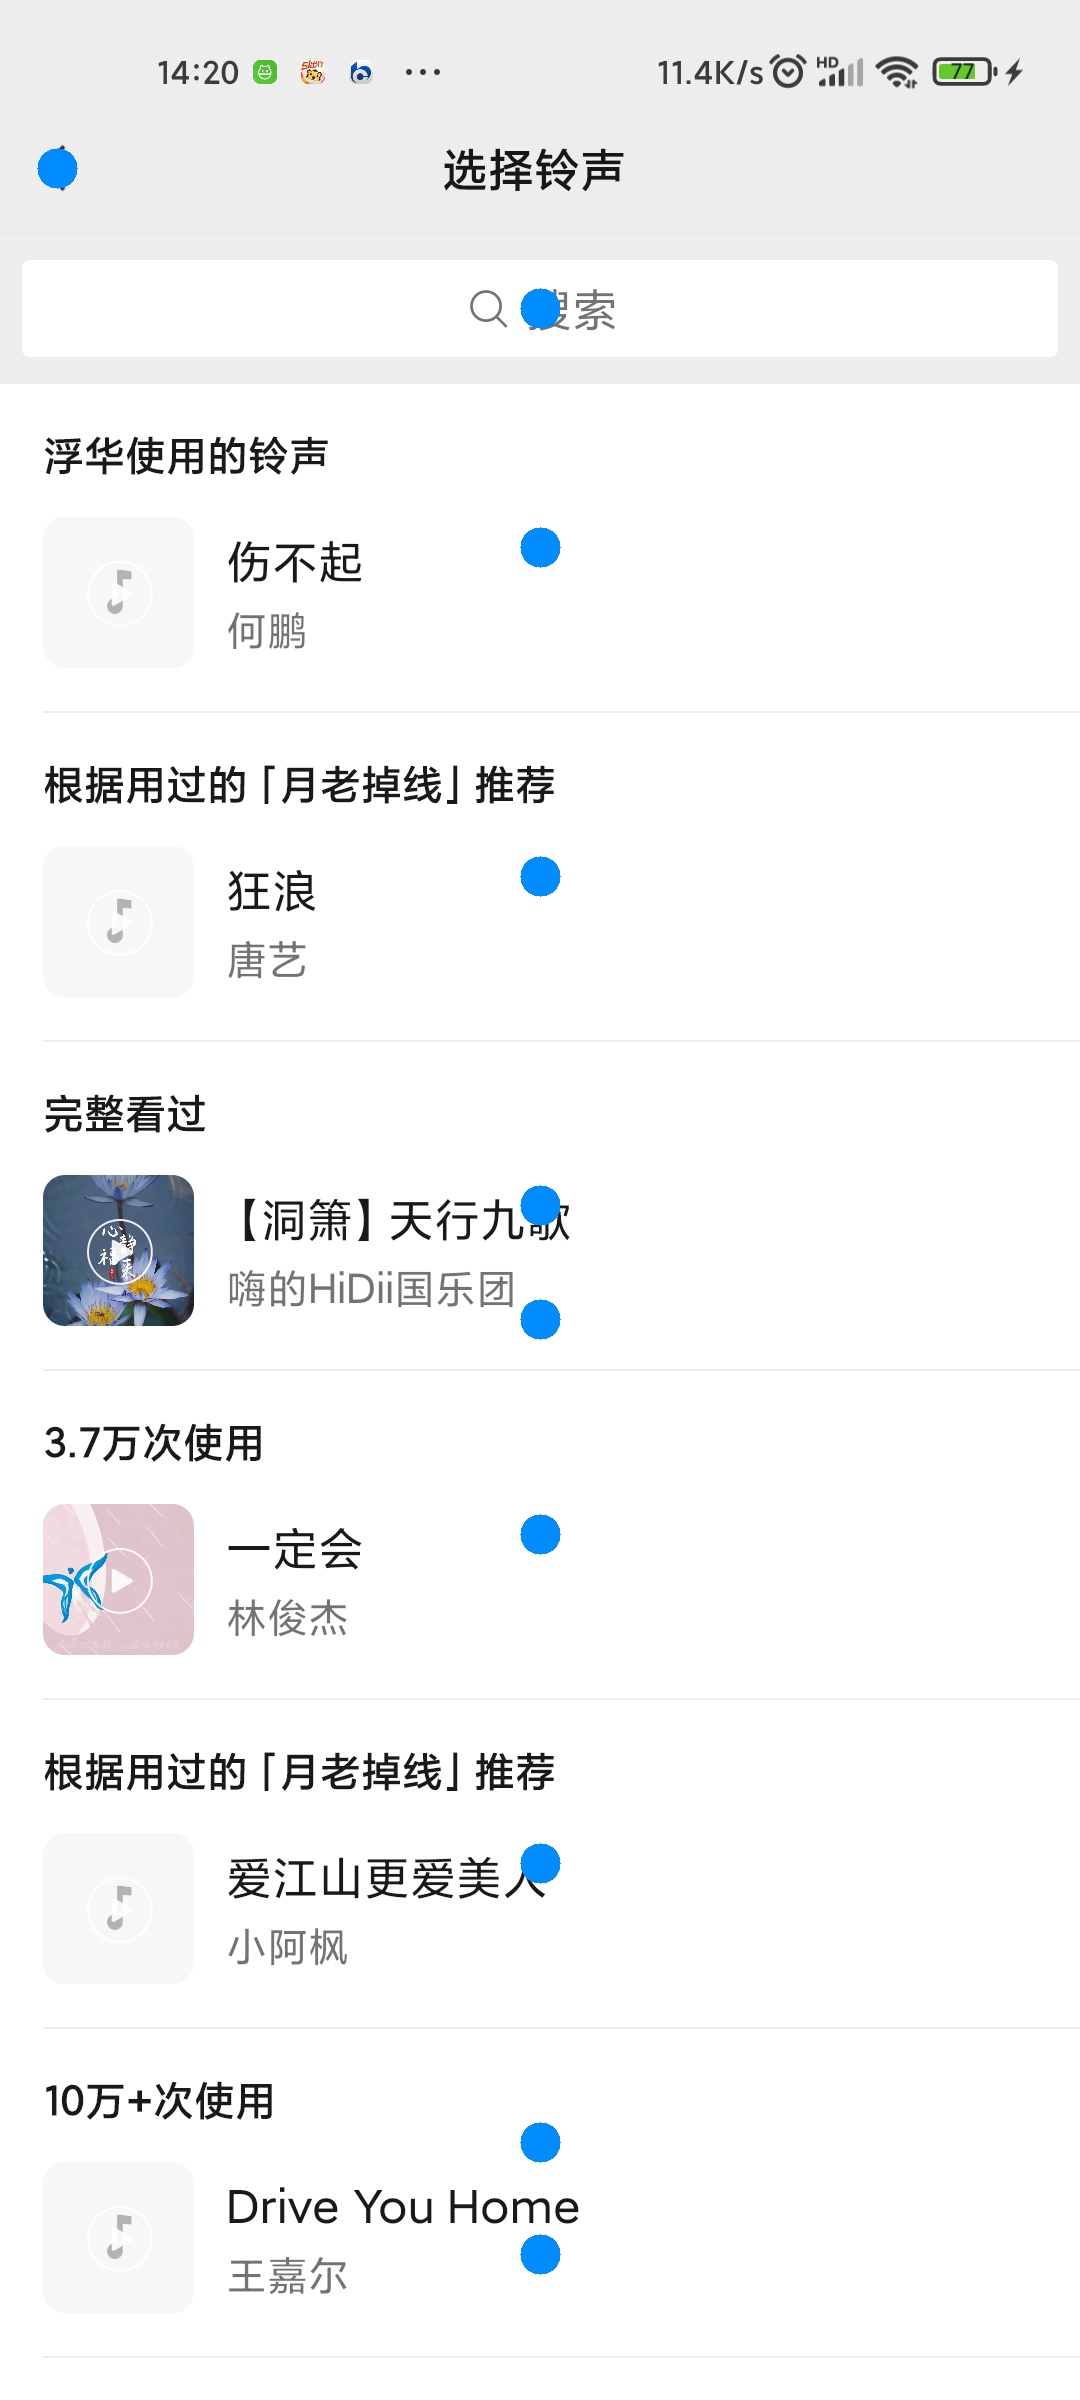 14:20
11.4K/s
HD
77
选择铃声
搜索
浮华使用的铃声
伤不起
何鹏
根据用过的「月老掉线」推荐
狂浪
唐艺
完整看过
心静福来
【洞箫】天行九歌
嗨的HiDii国乐团
3.7万次使用
一定会
林俊杰
根据用过的「月老掉线」推荐
爱江山更爱美人
小阿枫
10万+次使用
Drive You Home
王嘉尔